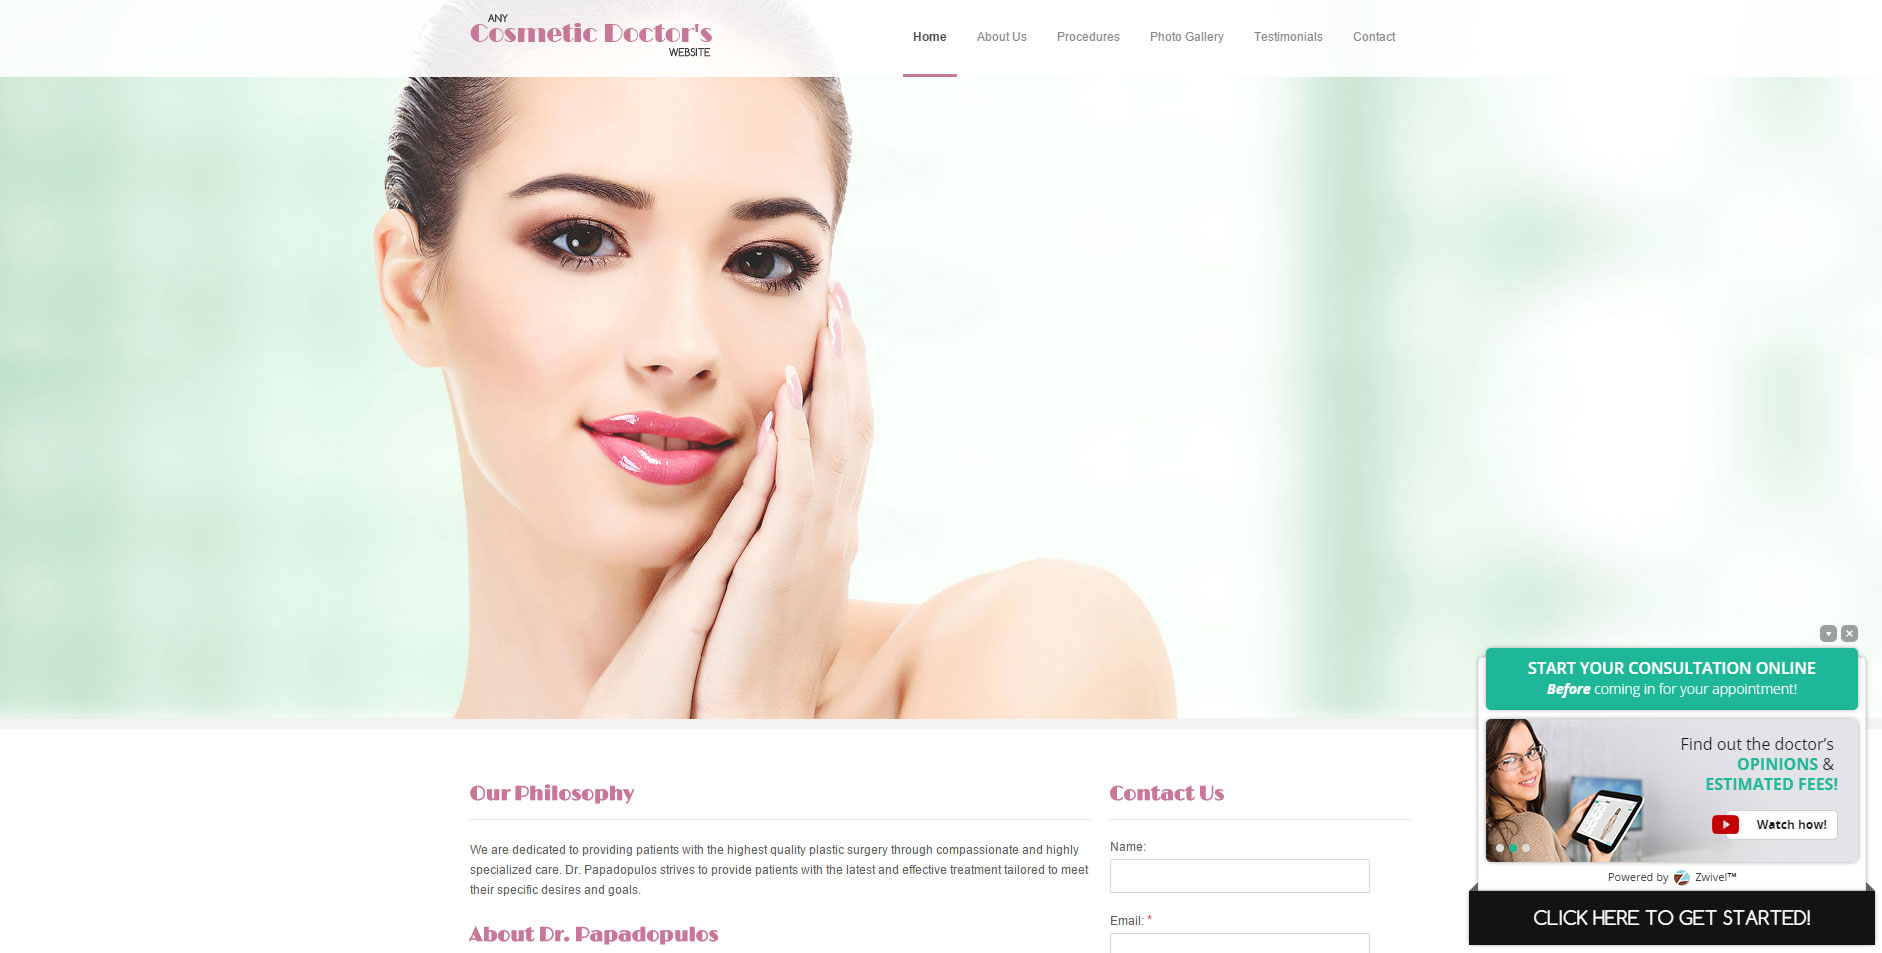 ANY
Cosmetic Doctor's
WEBSITE
Home
About Us
Procedures
Photo Gallery
Testimonials
Contact
START YOUR CONSULTATION ONLINE
Before coming in for your appointment!
Find out the doctor's
OPINIONS &
ESTIMATED FEES!
Watch how!
Powered by Zwivel™
CLICK HERE TO GET STARTED!
Our Philosophy
We are dedicated to providing patients with the highest quality plastic surgery through compassionate and highly
specialized care. Dr. Papadopulos strives to provide patients with the latest and effective treatment tailored to meet
their specific desires and goals.
About Dr. Papadopulos
Contact Us
Name:
Email: *